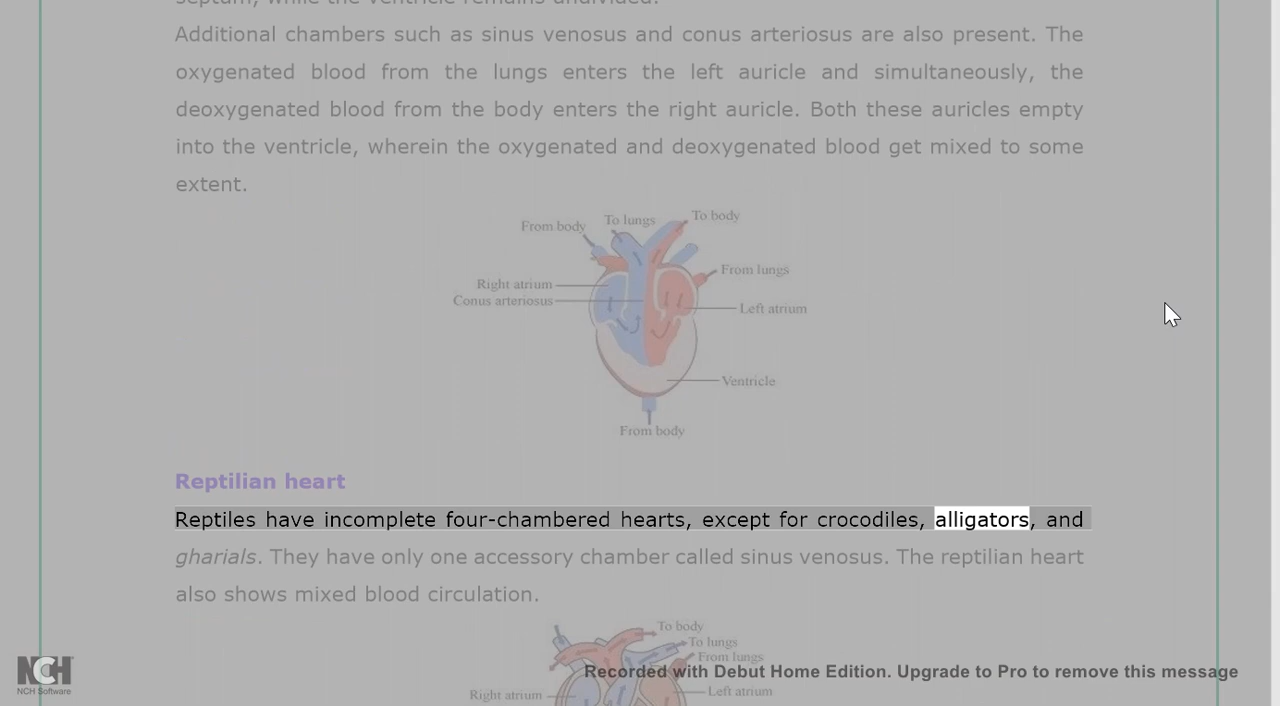 septum, while the ventricle remains undivided.
Additional chambers such as sinus venosus and conus arteriosus are also present. The
oxygenated blood from the lungs enters the left auricle and simultaneously, the
deoxygenated blood from the body enters the right auricle. Both these auricles empty
into the ventricle, wherein the oxygenated and deoxygenated blood get mixed to some
extent.
From body
To lungs
To body
From lungs
Right atrium
Conus arteriosus
Left atrium
Ventricle
From body
Reptilian heart
Reptiles have incomplete four-chambered hearts, except for crocodiles, alligators, and
gharials. They have only one accessory chamber called sinus venosus. The reptilian heart
also shows mixed blood circulation.
To body
To lungs
From lungs
Right atrium
Left atrium
NCH
NCH Software
Recorded with Debut Home Edition. Upgrade to Pro to remove this message